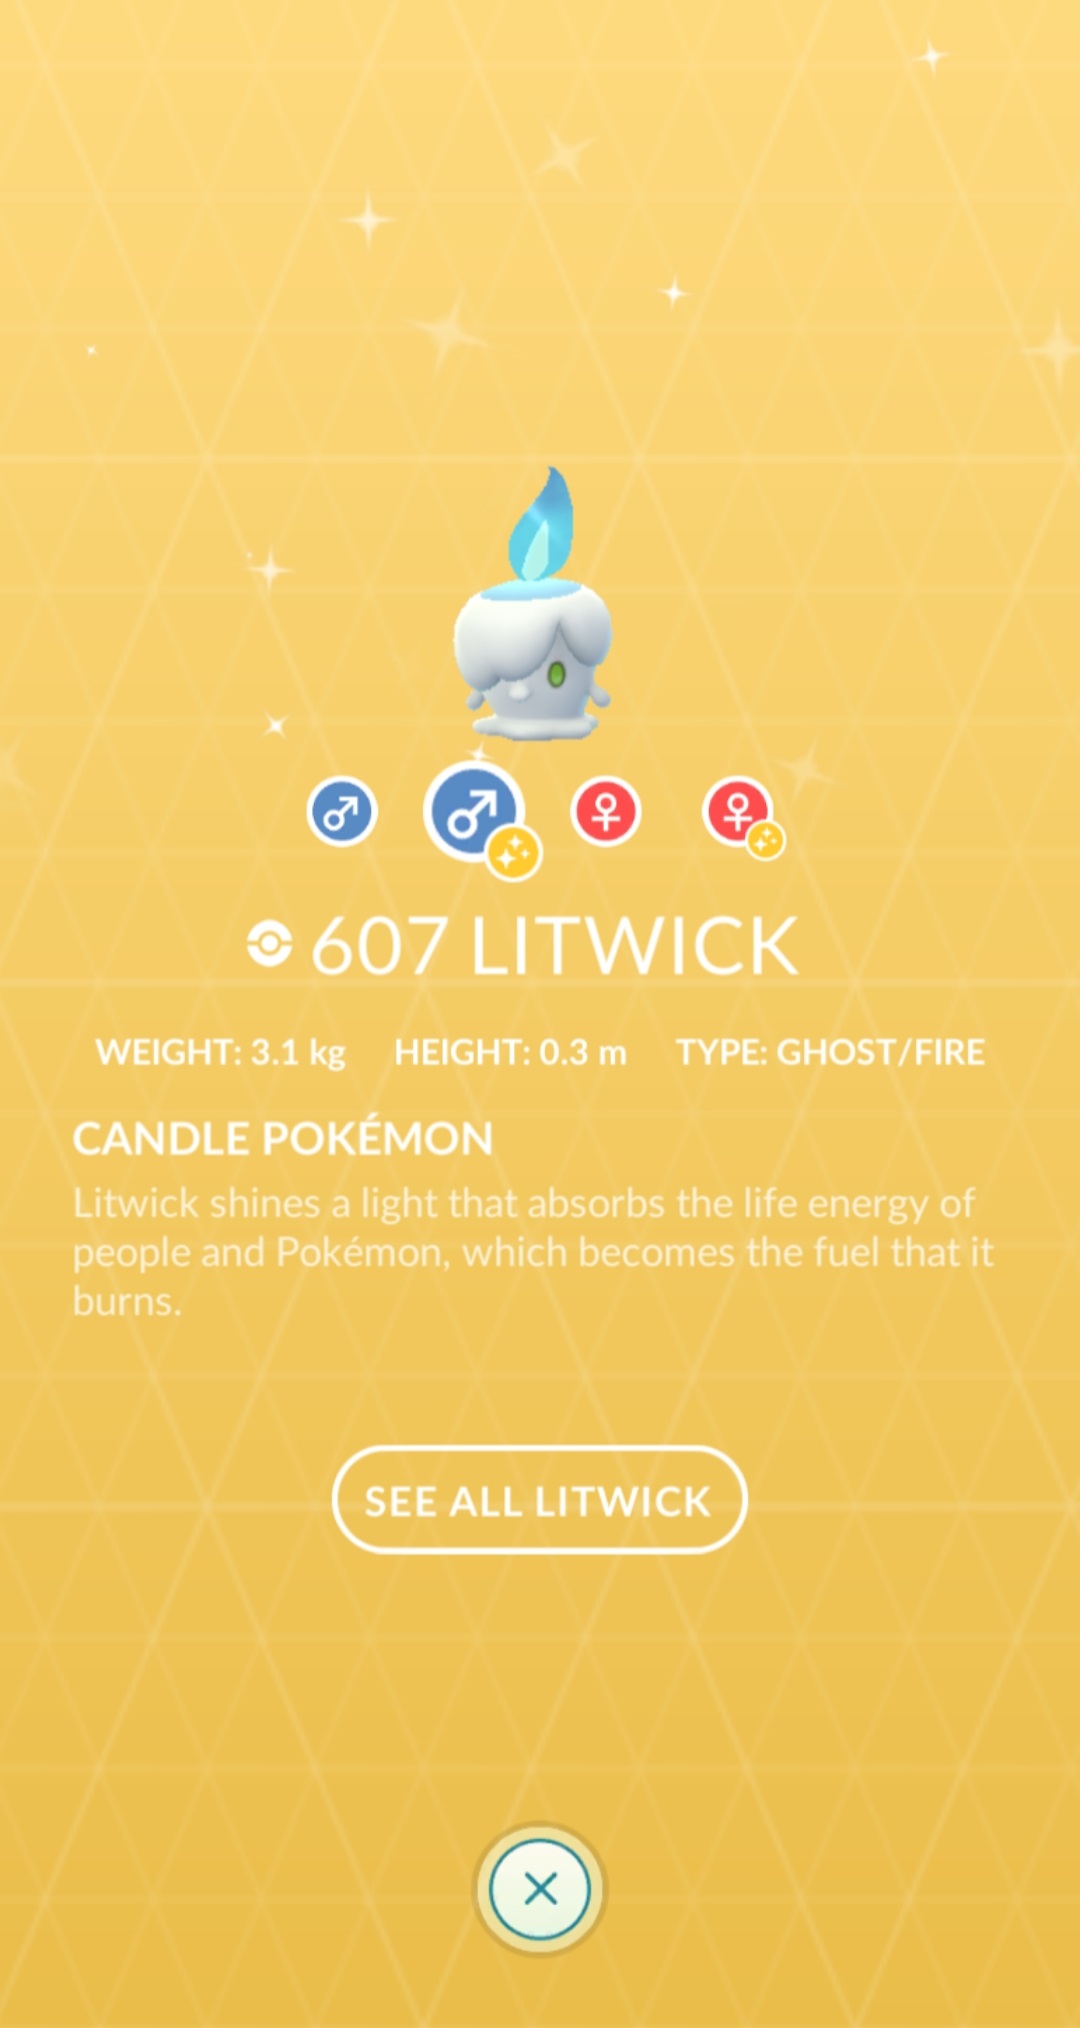 607 LITWICK
WEIGHT: 3.1 kg HEIGHT: 0.3 m TYPE: GHOST/FIRE
CANDLE POKÉMON
Litwick shines a light that absorbs the life energy of
people and Pokémon, which becomes the fuel that it
burns.
SEE ALL LITWICK